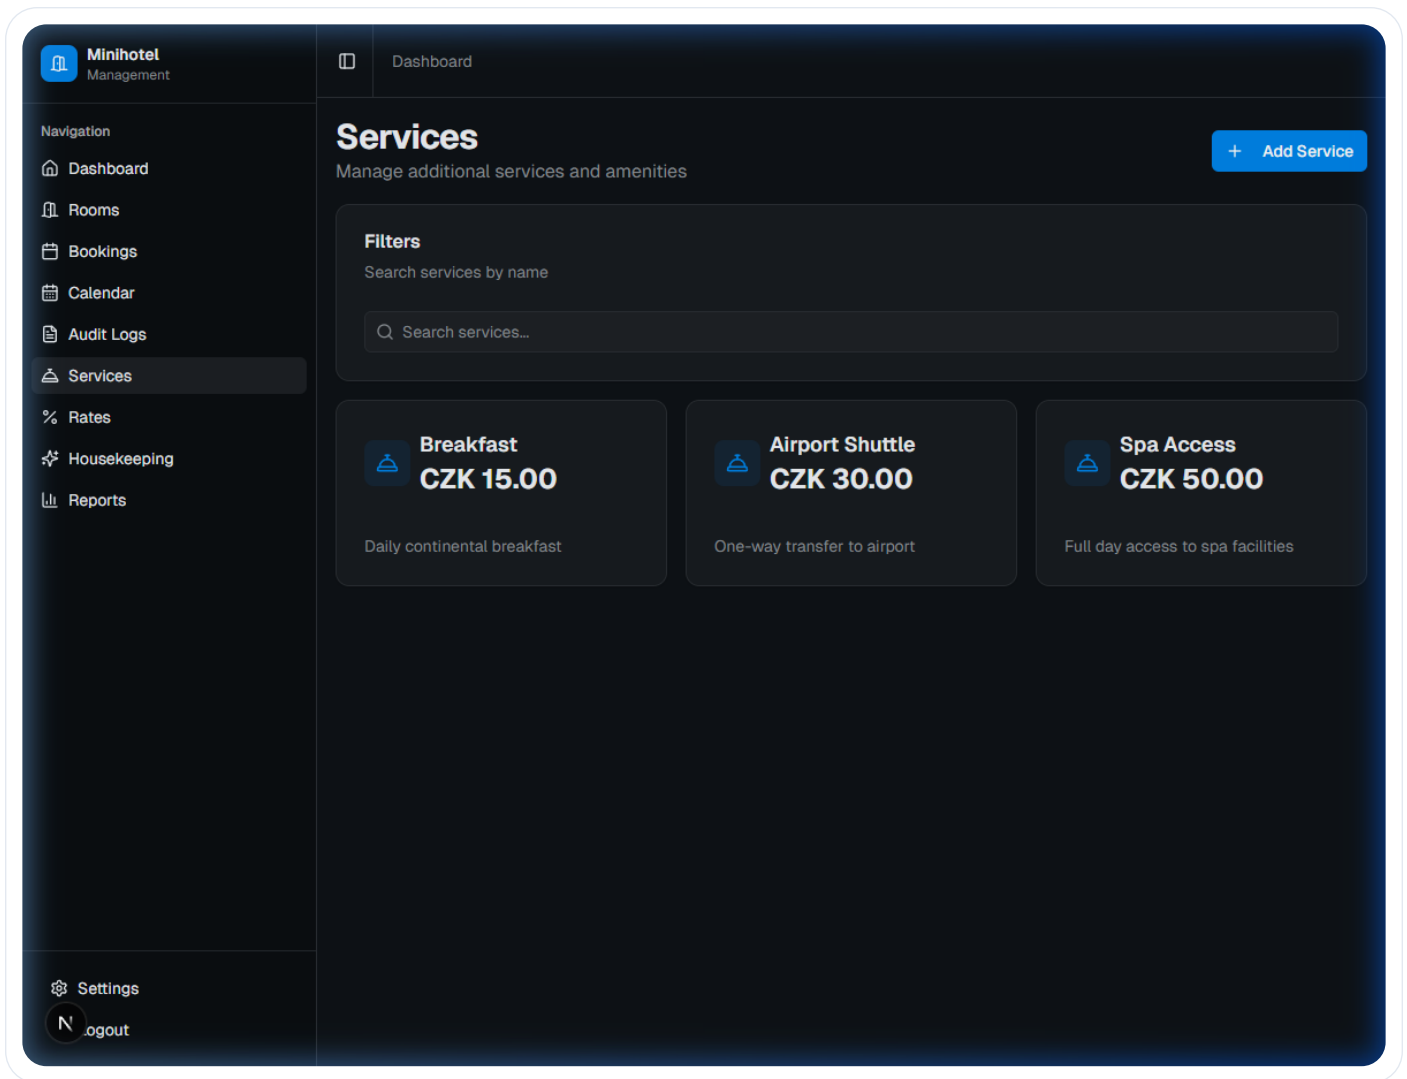 Minihotel
Management
Navigation
Dashboard
Rooms
Bookings
Calendar
Audit Logs
Services
Rates
Housekeeping
Reports
Settings
N
ogout
Dashboard
Services
Manage additional services and amenities
Add Service
Filters
Search services by name
Search services...
Breakfast
CZK 15.00
Daily continental breakfast
Airport Shuttle
CZK 30.00
One-way transfer to airport
Spa Access
CZK 50.00
Full day access to spa facilities